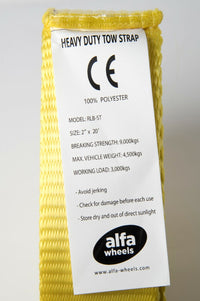 HEAVY DUTY TOW STRAP
CE
100% POLYESTER
MODEL: RLB-ST
SIZE: 2" x 20'
BREAKING STRENGTH: 9,000kgs
MAX. VEHICLE WEIGHT: 4,500kgs
WORKING LOAD: 3,000kgs
- Avoid jerking
- Check for damage before each use
- Store dry and out of direct sunlight
alfa
wheels
www.alfa-wheels.com